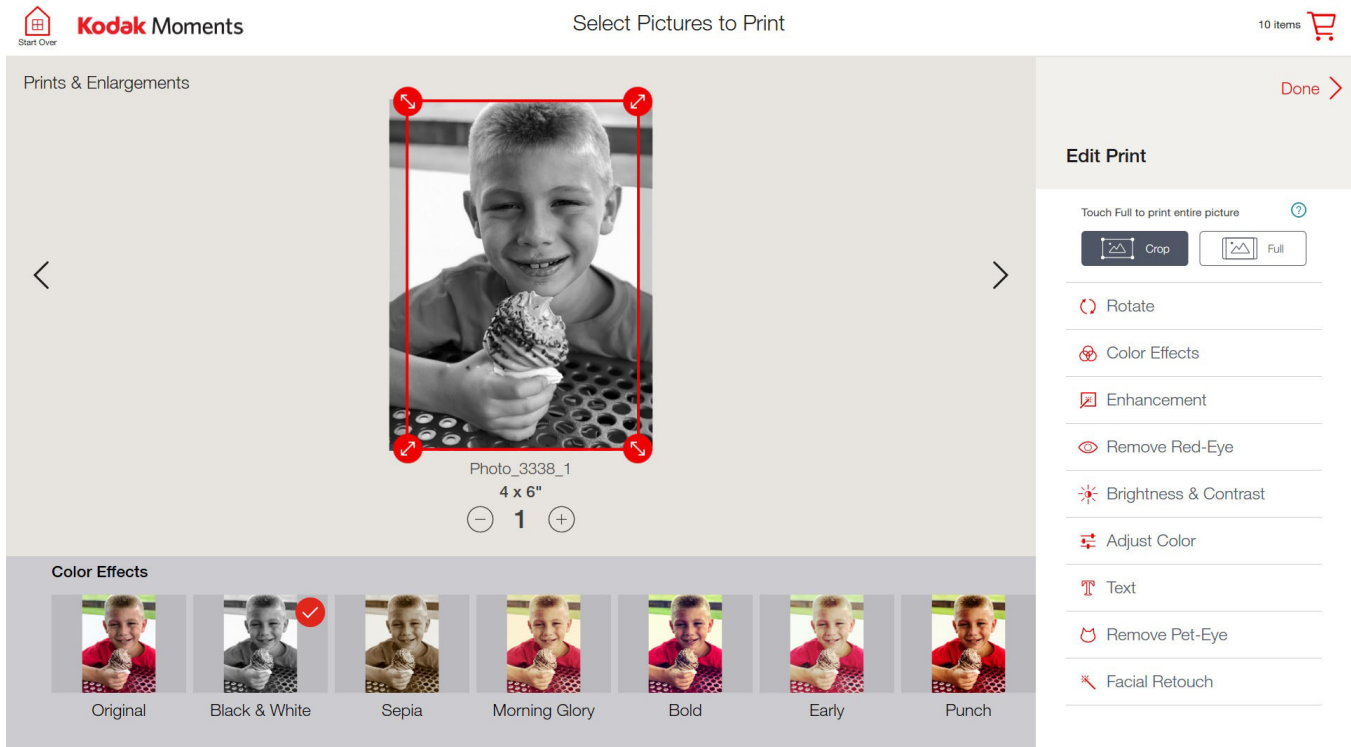 Start Over
Kodak Moments
Select Pictures to Print
10 items
Prints & Enlargements
Done
Edit Print
Touch Full to print entire picture
?
Crop
Full
Rotate
Color Effects
Enhancement
Remove Red-Eye
Brightness & Contrast
Adjust Color
Text
Remove Pet-Eye
Facial Retouch
Photo_3338_1
4 x 6"
1
Color Effects
Original
Black & White
Sepia
Morning Glory
Bold
Early
Punch